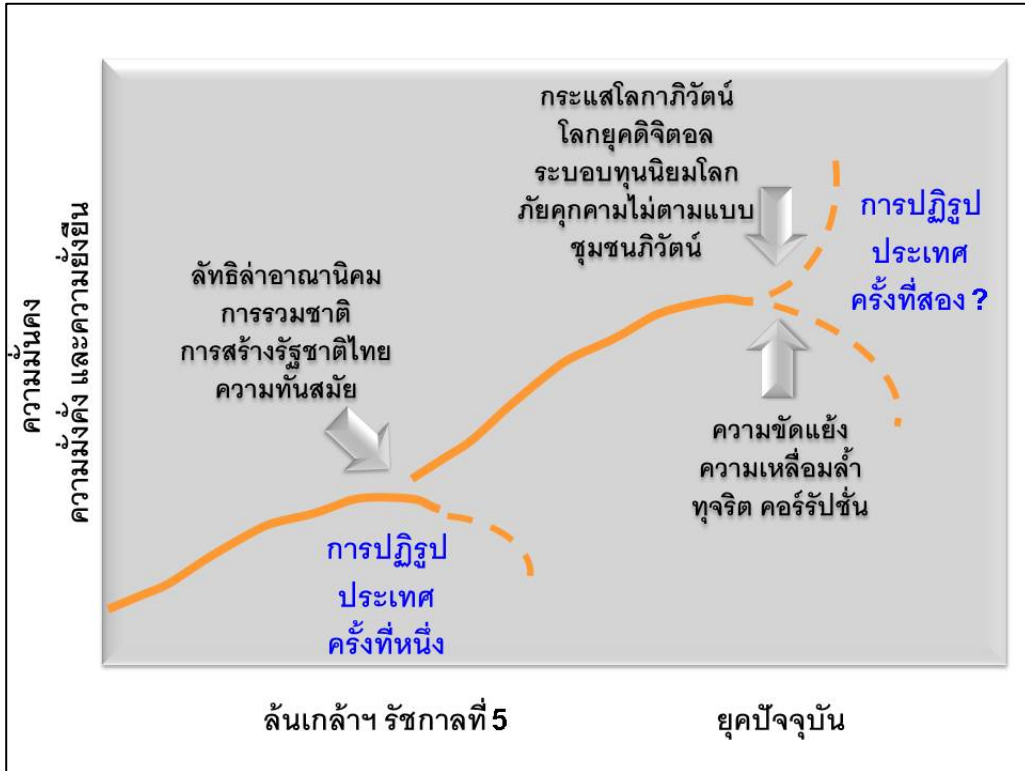 ความมั่นคง
ความมั่งคั่ง และความยั่งยืน
กระแสโลกาภิวัตน์
โลกยุคดิจิตอล
ระบอบทุนนิยมโลก
ภัยคุกคามไม่ตามแบบ
ชุมชนภิวัตน์
การปฏิรูป
ประเทศ
ครั้งที่สอง ?
ลัทธิล่าอาณานิคม
การรวมชาติ
การสร้างรัฐชาติไทย
ความทันสมัย
ความขัดแย้ง
ความเหลื่อมล้ำ
ทุจริต คอร์รัปชั่น
การปฏิรูป
ประเทศ
ครั้งที่หนึ่ง
ล้นเกล้าฯ รัชกาลที่ 5
ยุคปัจจุบัน